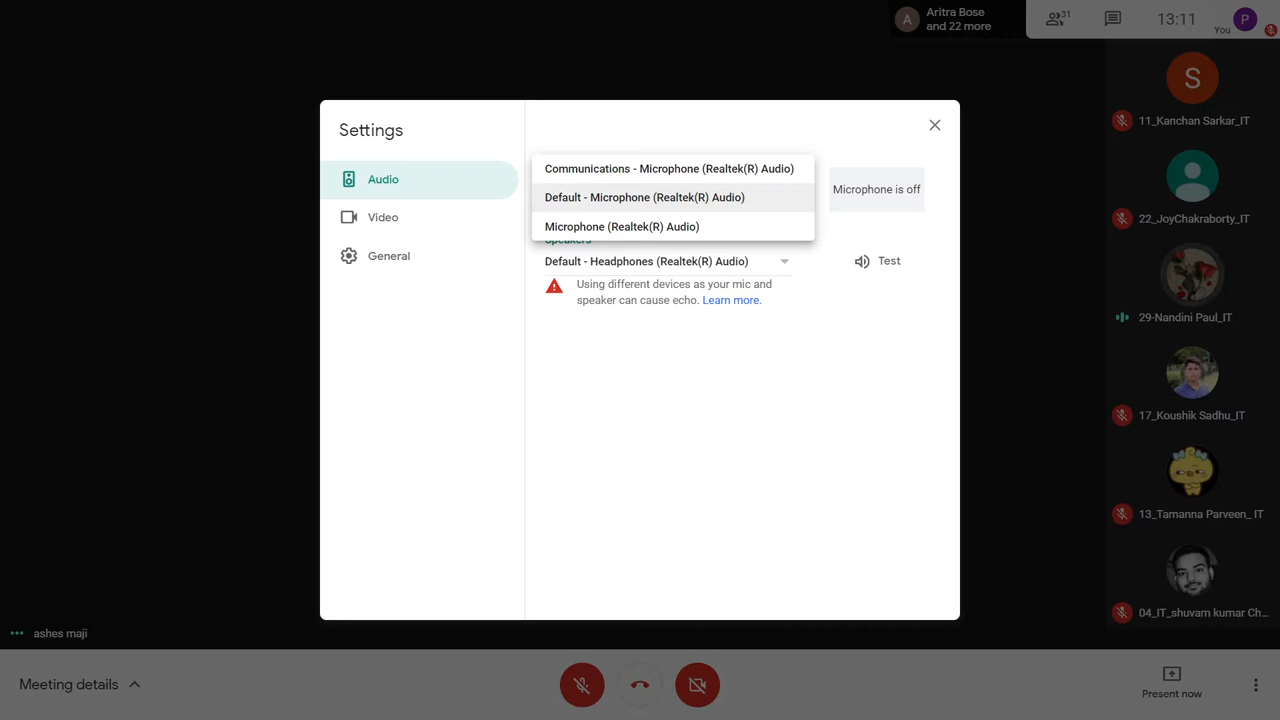 Aritra Bose
and 22 more
31
13:11
You
P
A
Settings
Audio
Video
General
Communications - Microphone (Realtek(R) Audio)
Default - Microphone (Realtek(R) Audio)
Microphone (Realtek(R) Audio)
Microphone is off
Speakers
Default - Headphones (Realtek(R) Audio)
Test
Using different devices as your mic and
speaker can cause echo. Learn more.
S
11_Kanchan Sarkar_IT
22_JoyChakraborty_IT
29-Nandini Paul_IT
17_Koushik Sadhu_IT
13_Tamanna Parveen_ IT
04_IT_shuvam kumar Ch...
ashes maji
Meeting details
Present now